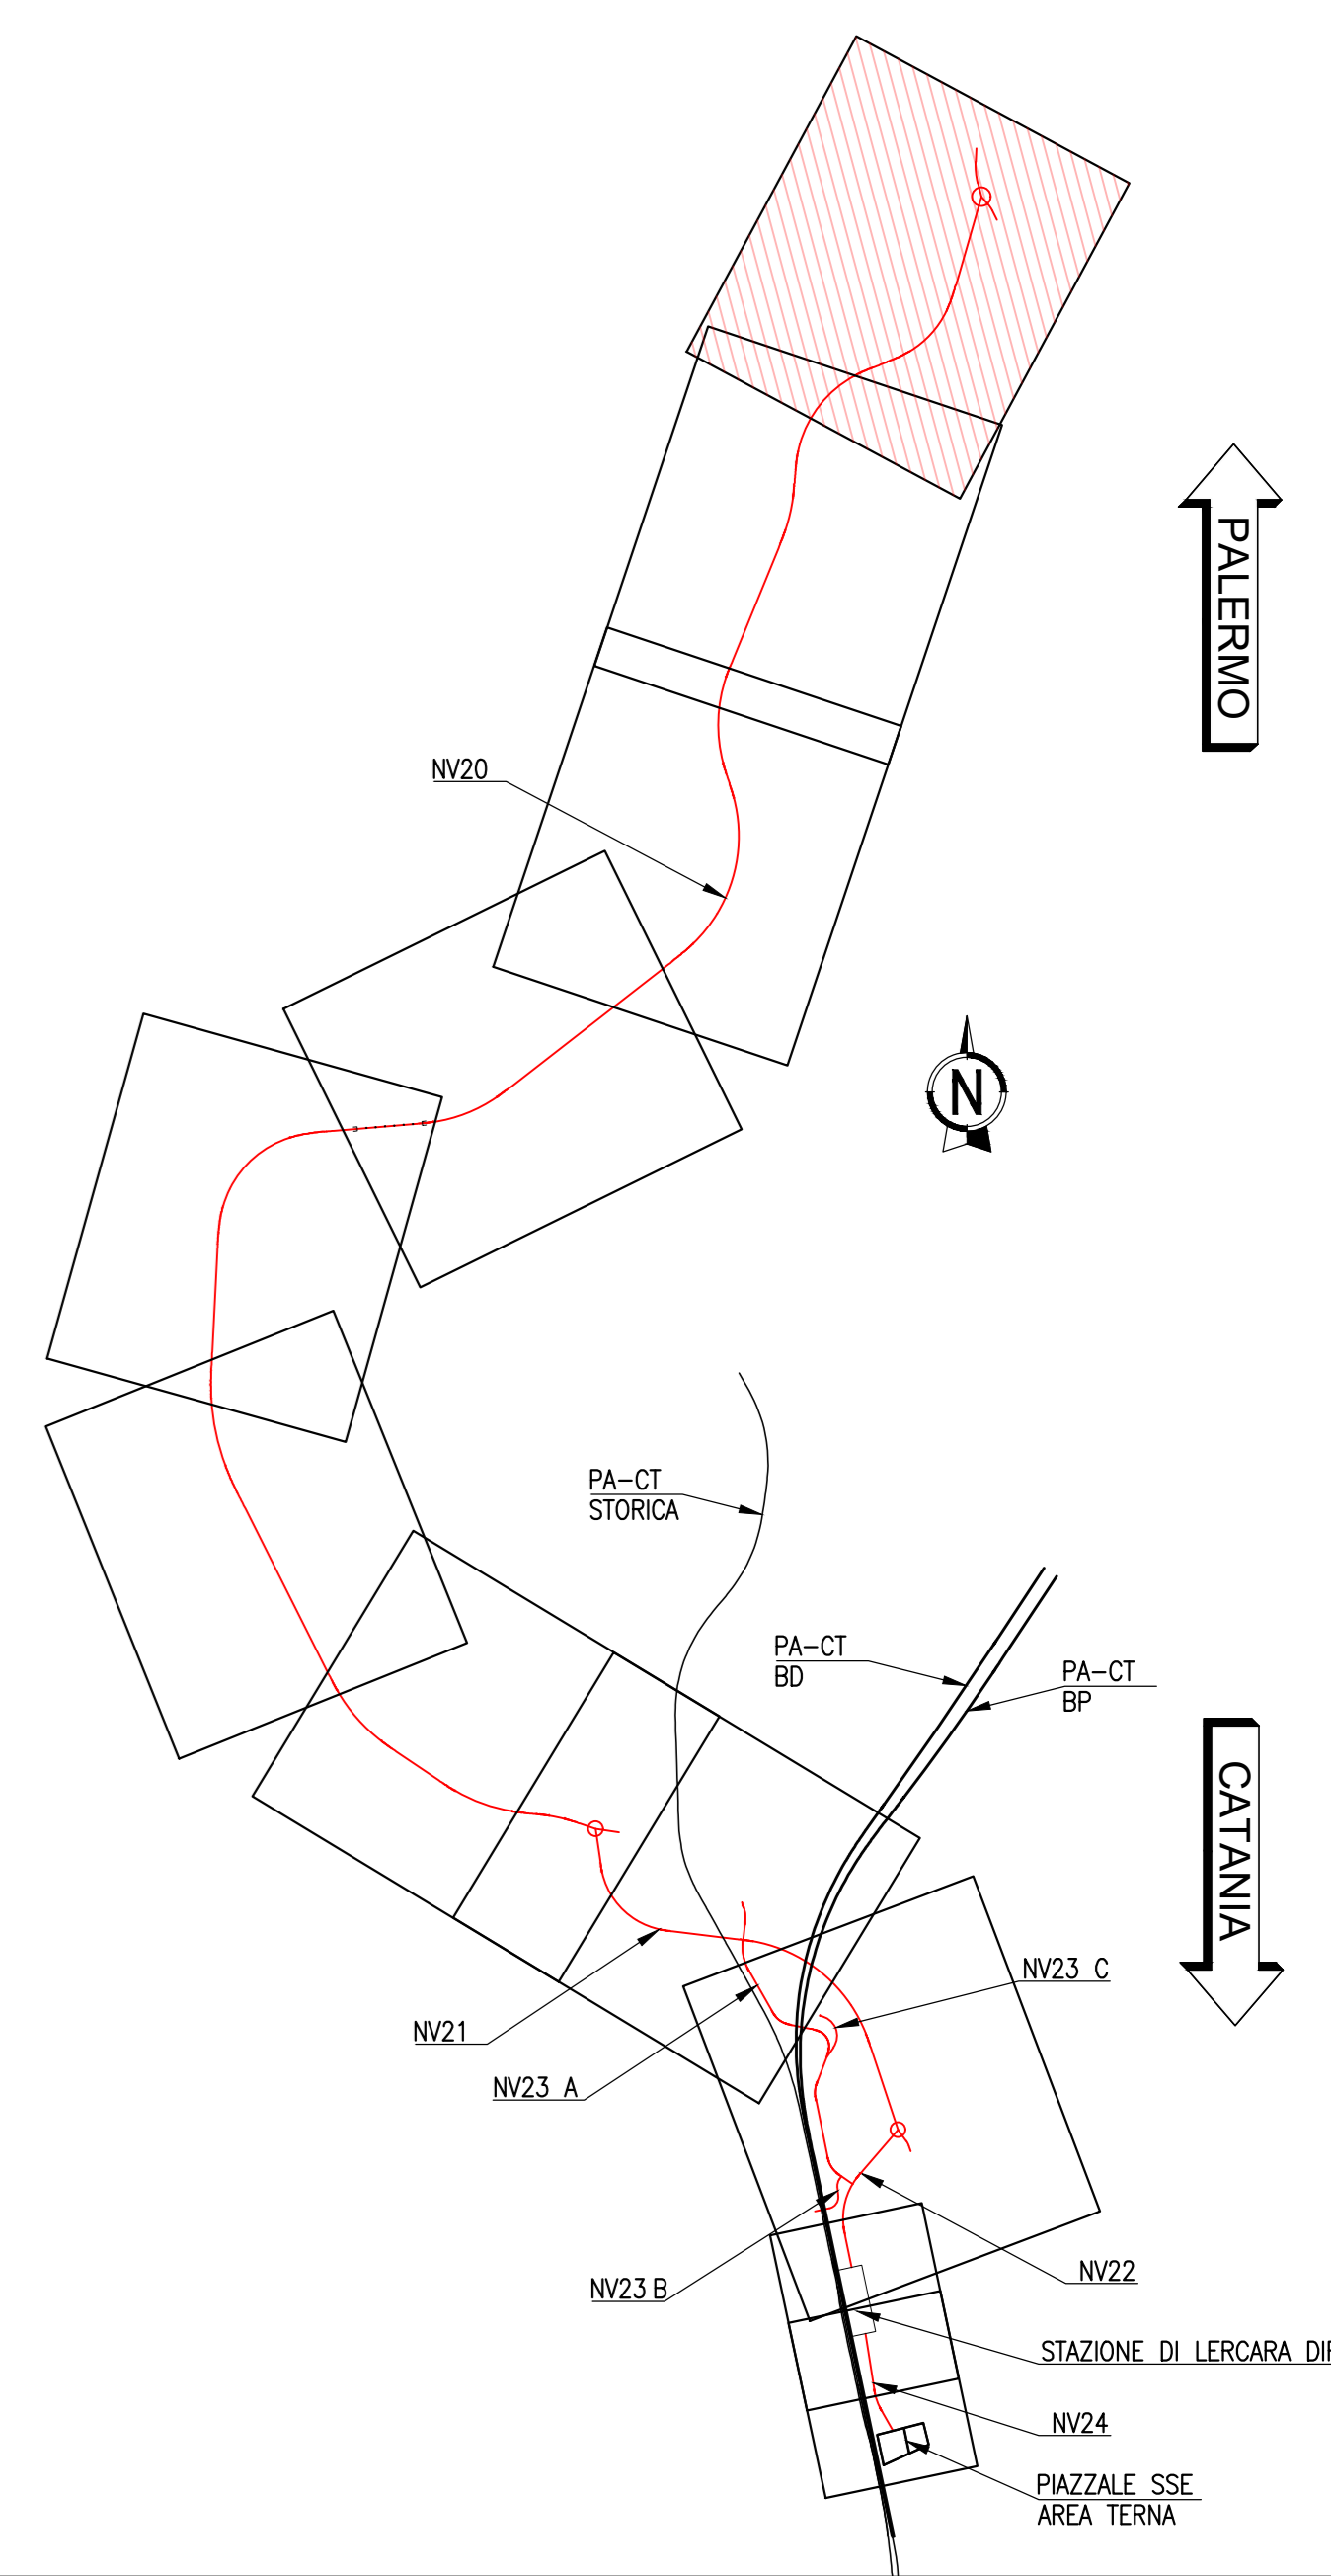 PALERMO
NV20
N
PA-CT
STORICA
PA-CT
BD
PA-CT
BP
CATANIA
NV23 C
NV21
NV23 A
NV22
NV23 B
STAZIONE DI LERCARA
NV24
PIAZZALE SSE
AREA TERNA